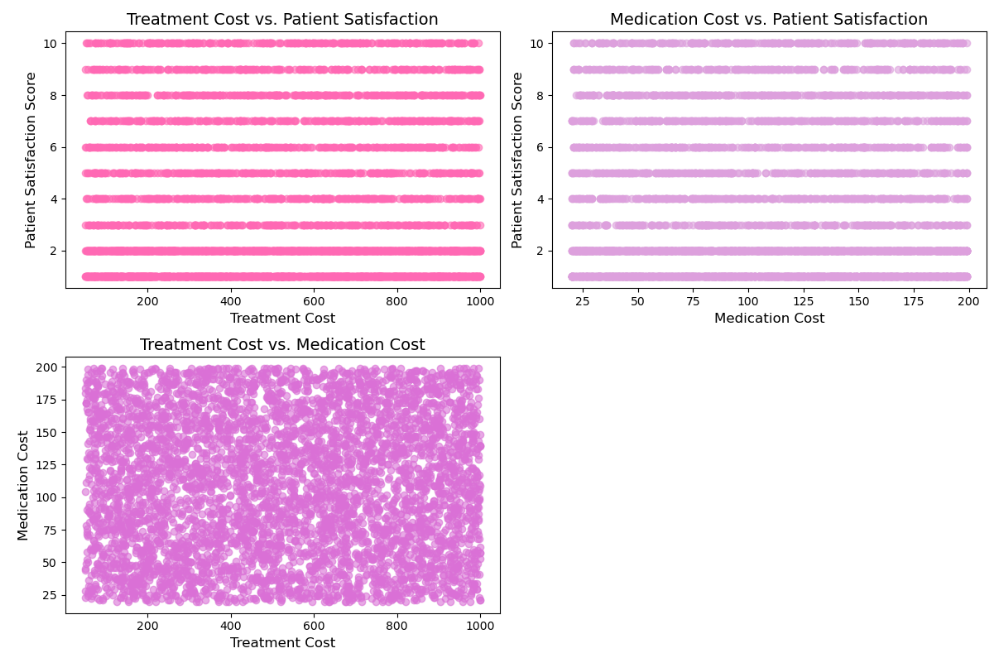 Treatment Cost vs. Patient Satisfaction
Patient Satisfaction Score
10
8
6
4
2
200 400 600 800 1000
Treatment Cost
Medication Cost vs. Patient Satisfaction
Patient Satisfaction Score
10
8
6
4
2
25 50 75 100 125 150 175 200
Medication Cost
Treatment Cost vs. Medication Cost
Medication Cost
200
175
150
125
100
75
50
25
200 400 600 800 1000
Treatment Cost